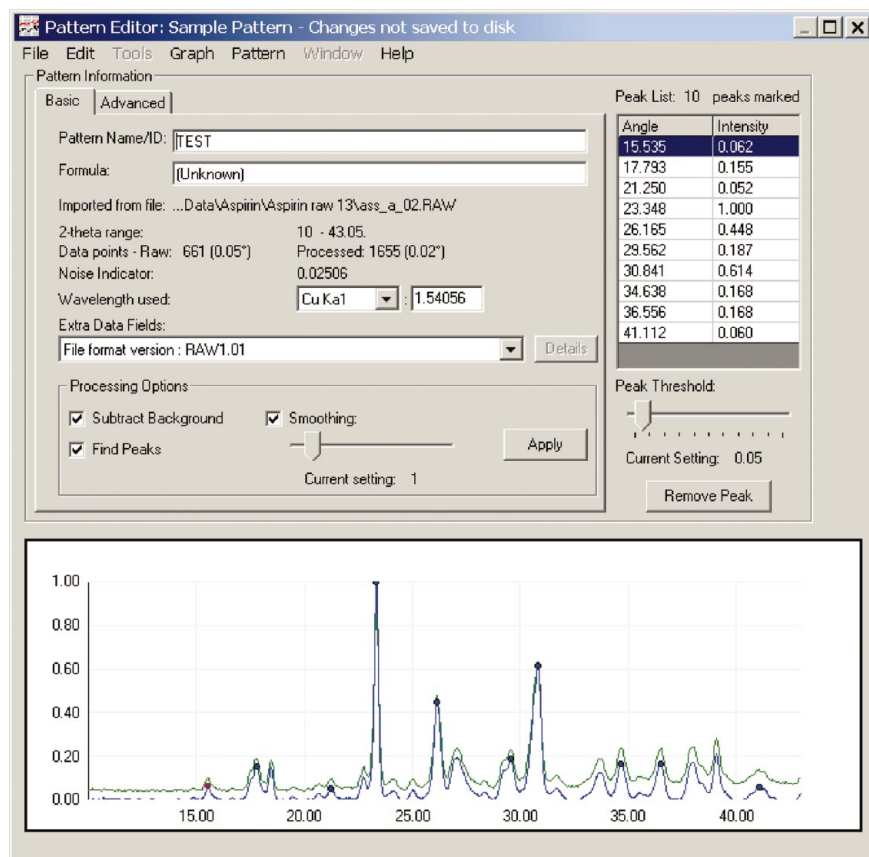 Pattern Editor: Sample Pattern - Changes not saved to disk
File Edit Tools Graph Pattern Window Help
Pattern Information
Basic Advanced
Pattern Name/ID: TEST
Formula: (Unknown)
Imported from file: ...Data\Aspirin\Aspirin raw 13\ass_a_02.RAW
2-theta range: 10 - 43.05.
Data points - Raw: 661 (0.05°) Processed: 1655 (0.02°)
Noise Indicator: 0.02506
Wavelength used: Cu Ka1 : 1.54056
Extra Data Fields:
File format version : RAW1.01 Details
Processing Options
Subtract Background Smoothing:
Find Peaks Apply
Current setting: 1
Peak List: 10 peaks marked
Angle Intensity
15.535 0.062
17.793 0.155
21.250 0.052
23.348 1.000
26.165 0.448
29.562 0.187
30.841 0.614
34.638 0.168
36.556 0.168
41.112 0.060
Peak Threshold:
Current Setting: 0.05
Remove Peak
1.00
0.80
0.60
0.40
0.20
0.00
15.00 20.00 25.00 30.00 35.00 40.00